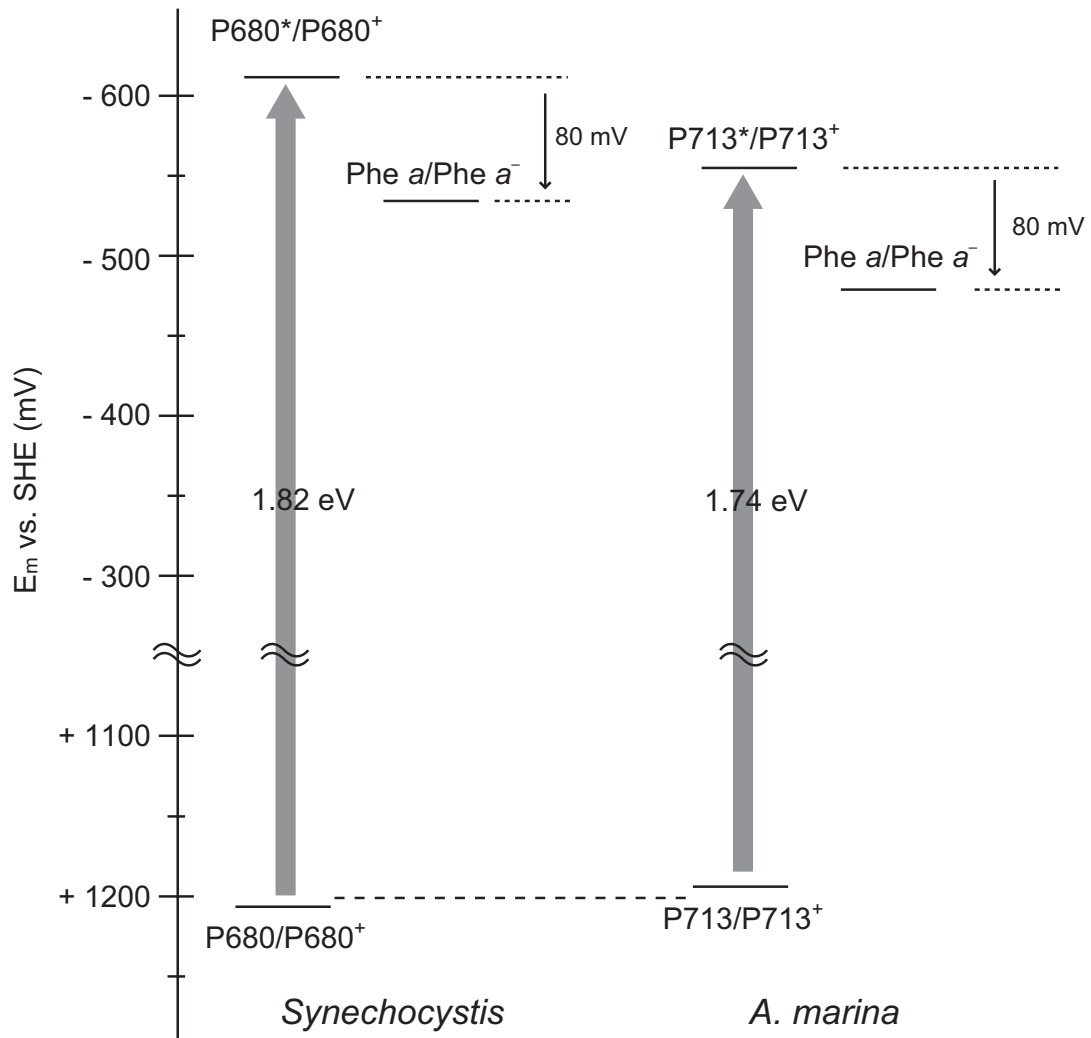 P680*/P680⁺
- 600
80 mV
P713*/P713⁺
Phe a/Phe a⁻
80 mV
- 500
Phe a/Phe a⁻
- 400
Eₘ vs. SHE (mV)
1.82 eV
1.74 eV
- 300
+ 1100
+ 1200
P680/P680⁺
P713/P713⁺
Synechocystis
A. marina